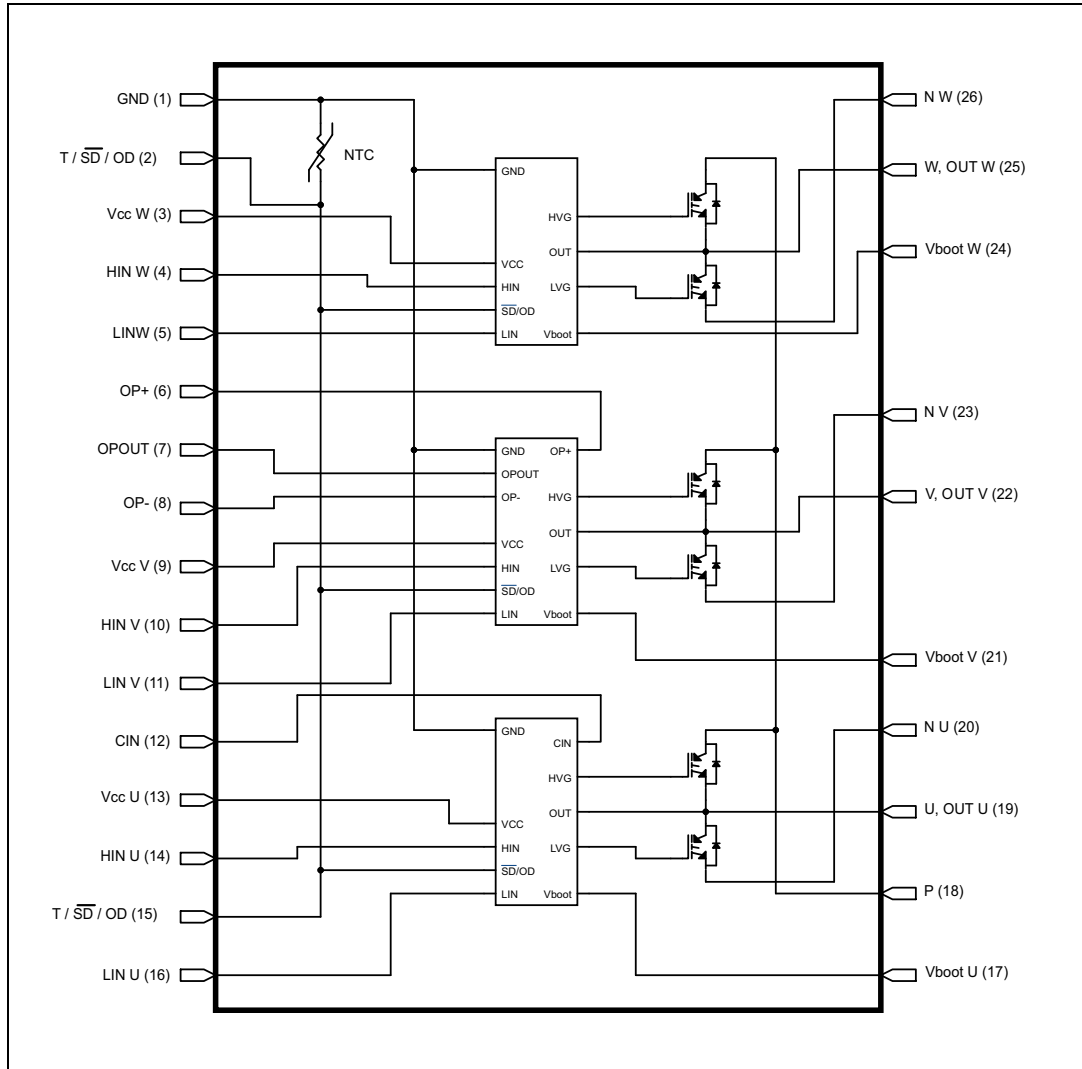 GND (1)
T / SD / OD (2)
Vcc W (3)
HIN W (4)
LINW (5)
OP+ (6)
OPOUT (7)
OP- (8)
Vcc V (9)
HIN V (10)
LIN V (11)
CIN (12)
Vcc U (13)
HIN U (14)
T / SD / OD (15)
LIN U (16)
NTC
GND
HVG
OUT
VCC
LVG
HIN
SD/OD
LIN
Vboot
GND
OP+
OPOUT
OP-
HVG
OUT
VCC
HIN
LVG
SD/OD
LIN
Vboot
GND
CIN
HVG
OUT
VCC
HIN
LVG
SD/OD
LIN
Vboot
N W (26)
W, OUT W (25)
Vboot W (24)
N V (23)
V, OUT V (22)
Vboot V (21)
N U (20)
U, OUT U (19)
P (18)
Vboot U (17)